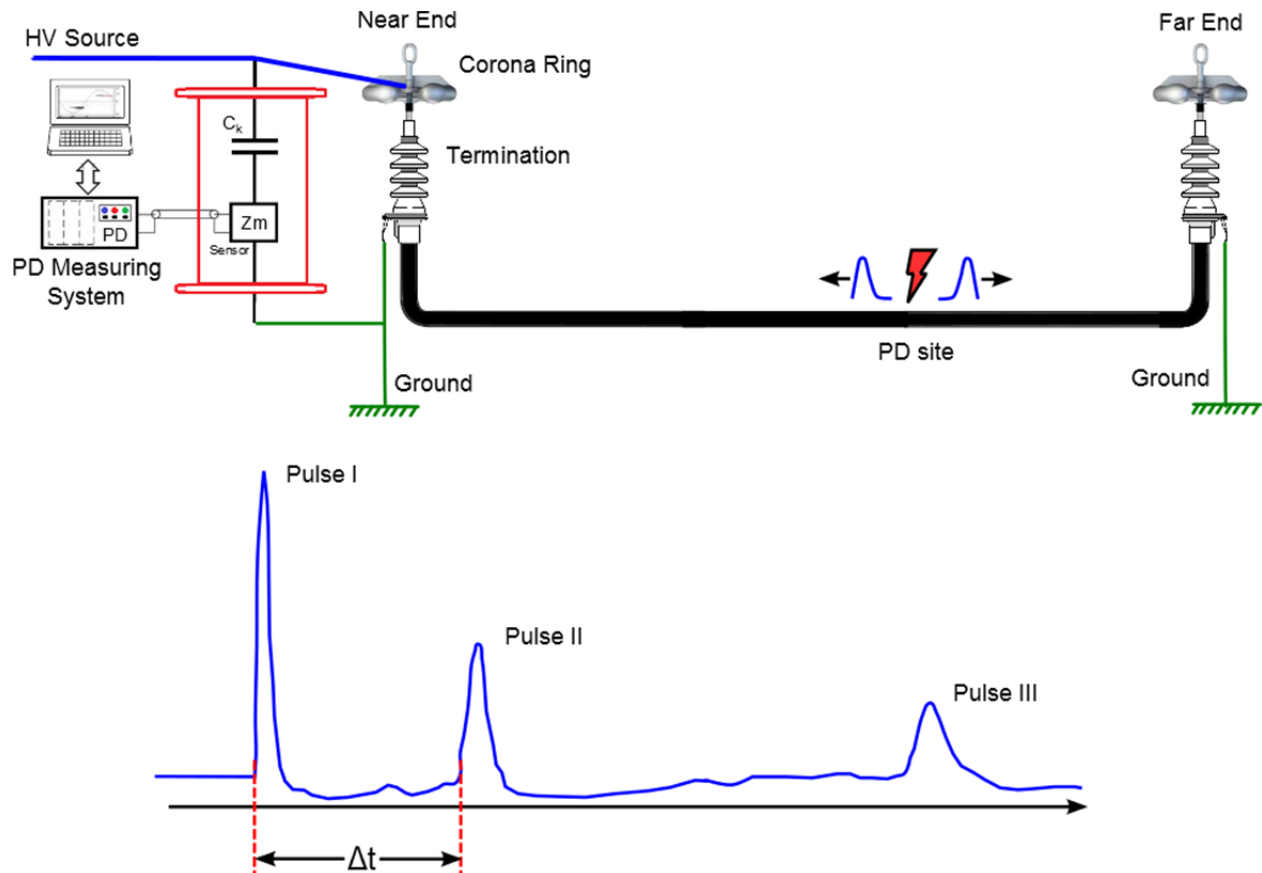 Near End
Far End
HV Source
Corona Ring
Ck
Termination
Zm
PD
Sensor
PD Measuring
System
PD site
Ground
Ground
Pulse I
Pulse II
Pulse III
Δt